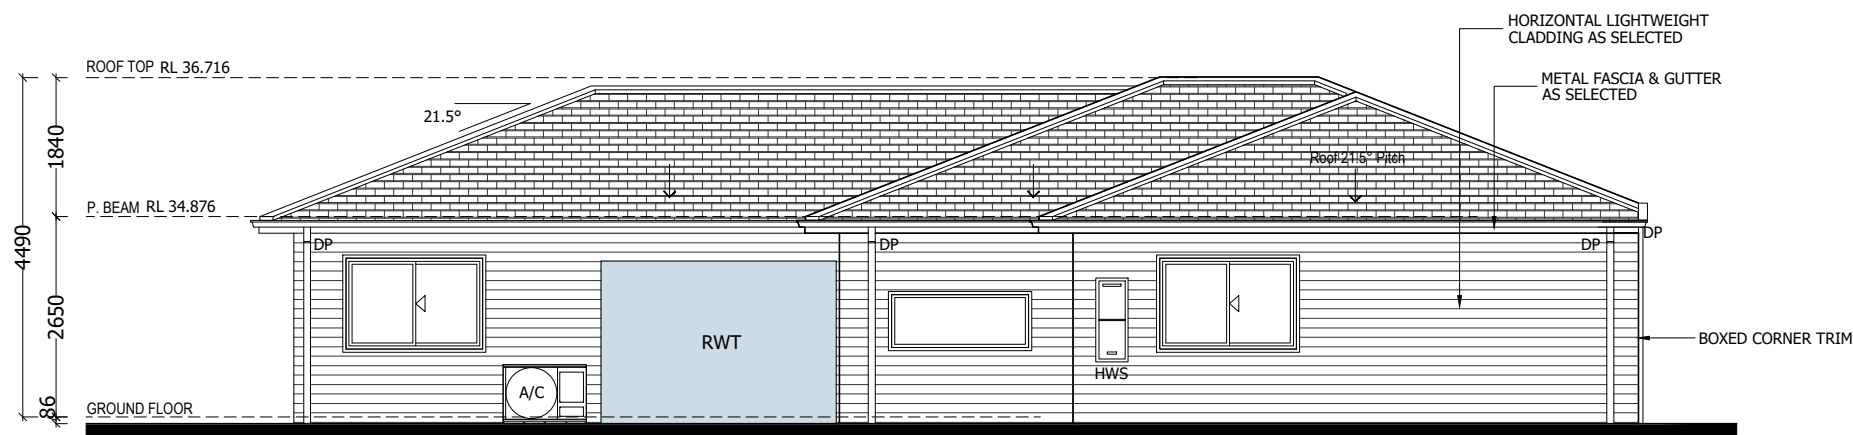 HORIZONTAL LIGHTWEIGHT
CLADDING AS SELECTED
ROOF TOP RL 36.716
METAL FASCIA & GUTTER
AS SELECTED
21.5°
1840
Roof 21.5° Pitch
P. BEAM RL 34.876
4490
DP
DP
DP
DP
2650
RWT
BOXED CORNER TRIM
HWS
A/C
86
GROUND FLOOR